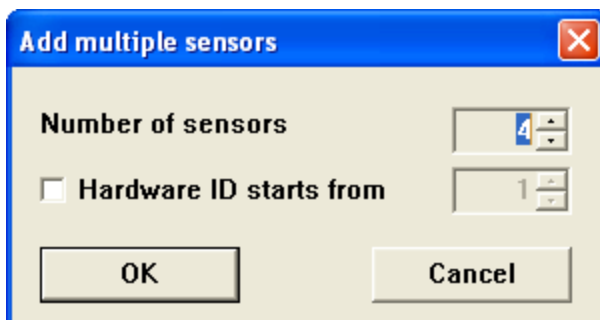 Add multiple sensors
Number of sensors 4
Hardware ID starts from 1
OK Cancel